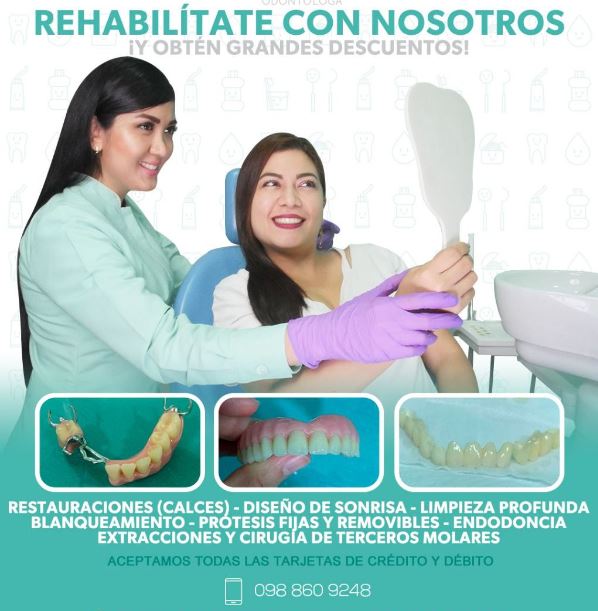 ODONTÓLOGA
REHABILÍTATE CON NOSOTROS
¡Y OBTÉN GRANDES DESCUENTOS!
RESTAURACIONES (CALCES) - DISEÑO DE SONRISA - LIMPIEZA PROFUNDA
BLANQUEAMIENTO - PRÓTESIS FIJAS Y REMOVIBLES - ENDODONCIA
EXTRACCIONES Y CIRUGÍA DE TERCEROS MOLARES
ACEPTAMOS TODAS LAS TARJETAS DE CRÉDITO Y DÉBITO
098 860 9248